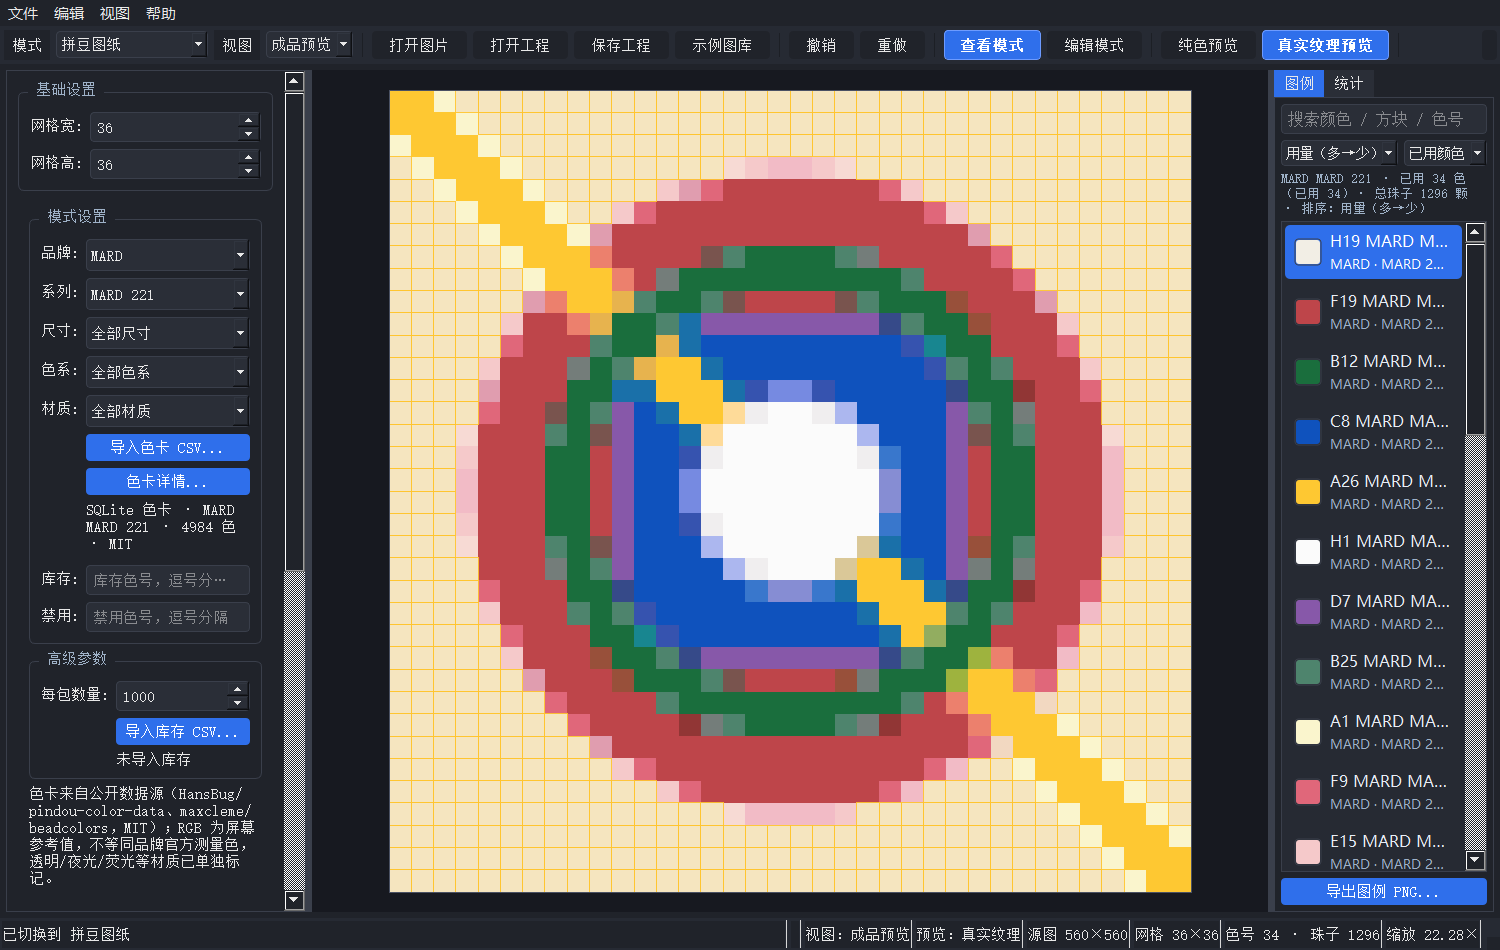 文件 编辑 视图 帮助
模式 拼豆图纸 视图 成品预览 打开图片 打开工程 保存工程 示例图库 撤销 重做 查看模式 编辑模式 纯色预览 真实纹理预览
基础设置
网格宽: 36
网格高: 36
模式设置
品牌: MARD
系列: MARD 221
尺寸: 全部尺寸
色系: 全部色系
材质: 全部材质
导入色卡 CSV...
色卡详情...
SQLite 色卡 · MARD
MARD 221 · 4984 色
· MIT
库存: 库存色号, 逗号分…
禁用: 禁用色号, 逗号分隔
高级参数
每包数量: 1000
导入库存 CSV...
未导入库存
色卡来自公开数据源（HansBug/
pindou-color-data、maxcleme/
beadcolors，MIT）；RGB 为屏幕
参考值，不等同品牌官方测量色，
透明/夜光/荧光等材质已单独标
记。
图例 统计
搜索颜色 / 方块 / 色号
用量（多→少） 已用颜色
MARD MARD 221 · 已用 34 色
（已用 34）· 总珠子 1296 颗
· 排序：用量（多→少）
H19 MARD M...
MARD · MARD 2...
F19 MARD M...
MARD · MARD 2...
B12 MARD M...
MARD · MARD 2...
C8 MARD MA...
MARD · MARD 2...
A26 MARD M...
MARD · MARD 2...
H1 MARD MA...
MARD · MARD 2...
D7 MARD MA...
MARD · MARD 2...
B25 MARD M...
MARD · MARD 2...
A1 MARD MA...
MARD · MARD 2...
F9 MARD MA...
MARD · MARD 2...
E15 MARD M...
MARD · MARD 2...
导出图例 PNG...
已切换到 拼豆图纸 视图: 成品预览 预览: 真实纹理 源图 560×560 网格 36×36 色号 34 · 珠子 1296 缩放 22.28×